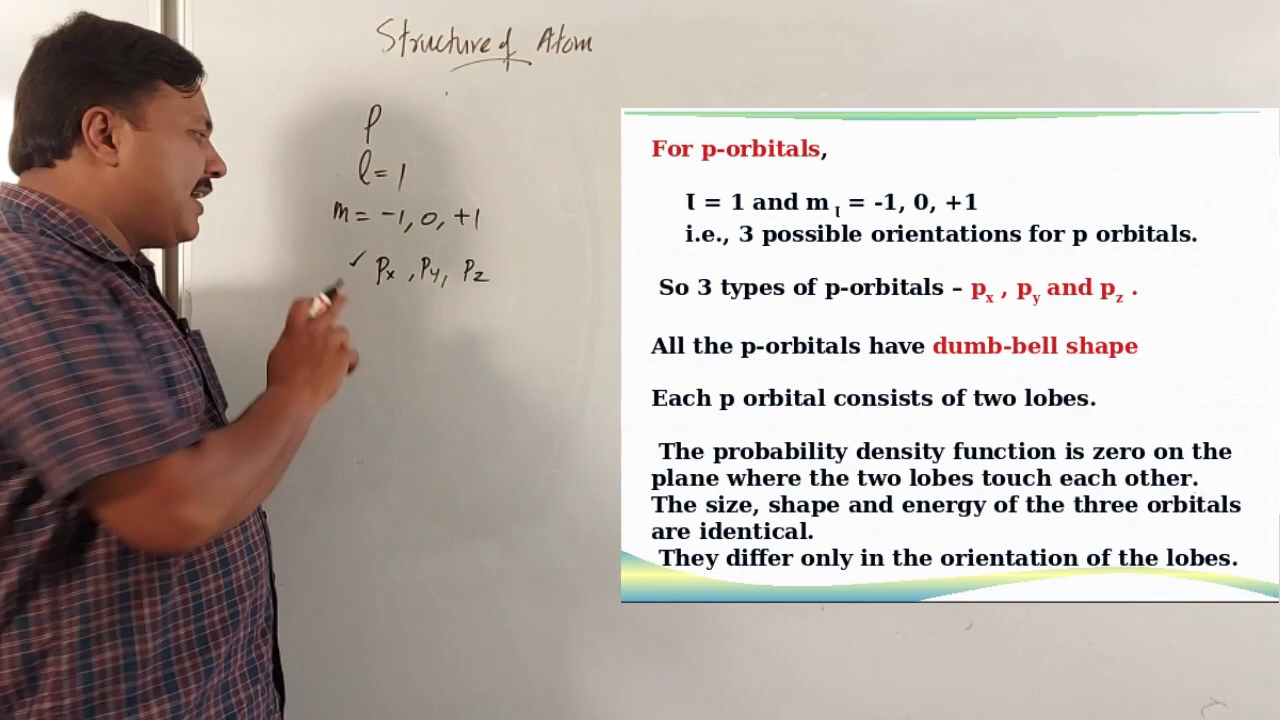 Structure of Atom
p
l = 1
m = -1, 0, +1
✓ px , py, pz
For p-orbitals,
l = 1 and m l = -1, 0, +1
i.e., 3 possible orientations for p orbitals.
So 3 types of p-orbitals – px , py and pz .
All the p-orbitals have dumb-bell shape
Each p orbital consists of two lobes.
The probability density function is zero on the
plane where the two lobes touch each other.
The size, shape and energy of the three orbitals
are identical.
They differ only in the orientation of the lobes.